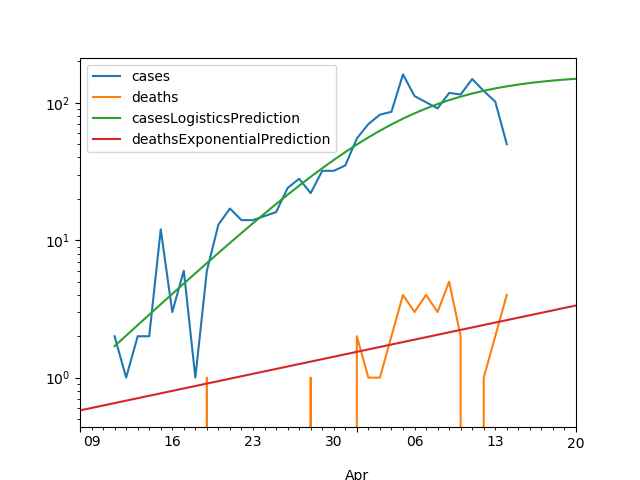 cases
deaths
casesLogisticsPrediction
deathsExponentialPrediction
10²
10¹
10⁰
09 16 23 30 06 13 20
Apr